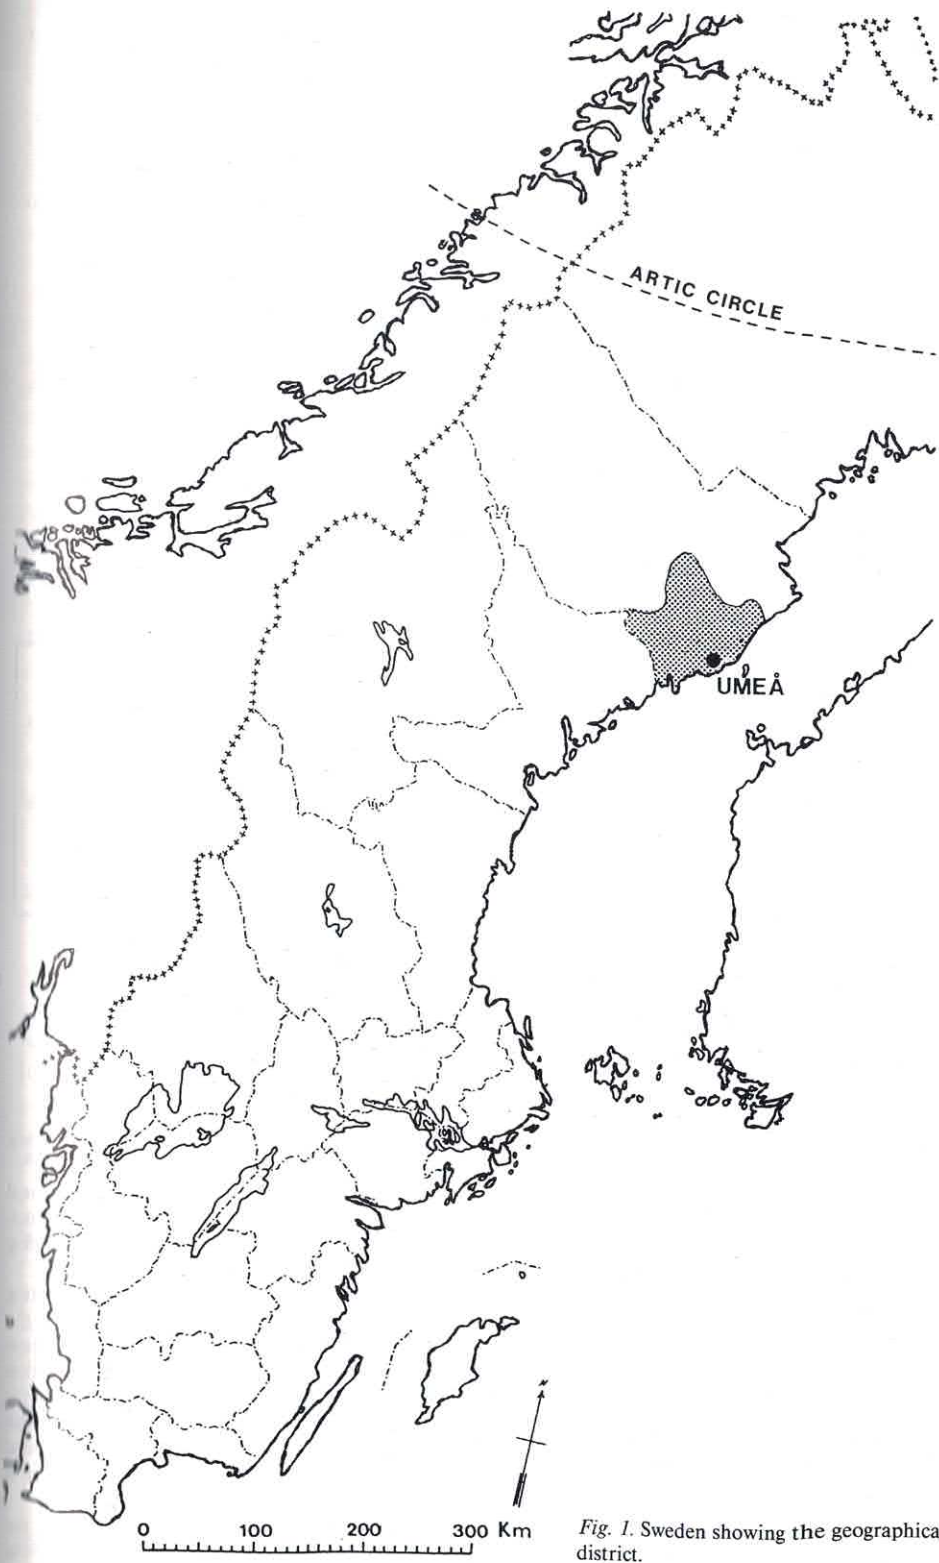 ARTIC CIRCLE
UMEÅ
N
0 100 200 300 Km
Fig. 1. Sweden showing the geographica
district.